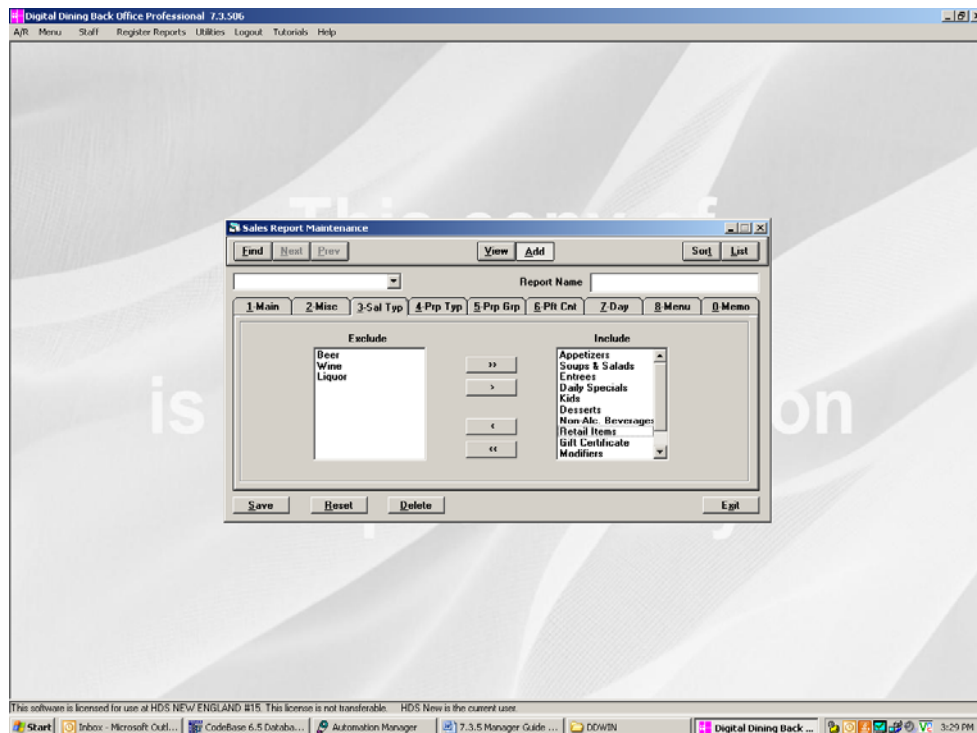 Digital Dining Back Office Professional 7.3.506
A/R Menu Staff Register Reports Utilities Logout Tutorials Help
This copy of
is on
Sales Report Maintenance
Find Next Prev View Add Sort List
Report Name
1-Main 2-Misc 3-Sal Typ 4-Prp Typ 5-Prp Grp 6-Pft Cnt 7-Day 8-Menu 0-Memo
Exclude Include
Beer
Wine
Liquor
>>
>
<
<<
Appetizers
Soups & Salads
Entrees
Daily Specials
Kids
Desserts
Non-Alc. Beverages
Retail Items
Gift Certificate
Modifiers
Save Reset Delete Exit
This software is licensed for use at HDS NEW ENGLAND #15. This license is not transferable. HDS New is the current user.
Start Inbox - Microsoft Outl... CodeBase 6.5 Databa... Automation Manager 7.3.5 Manager Guide ... DDWIN Digital Dining Back ... 3:29 PM